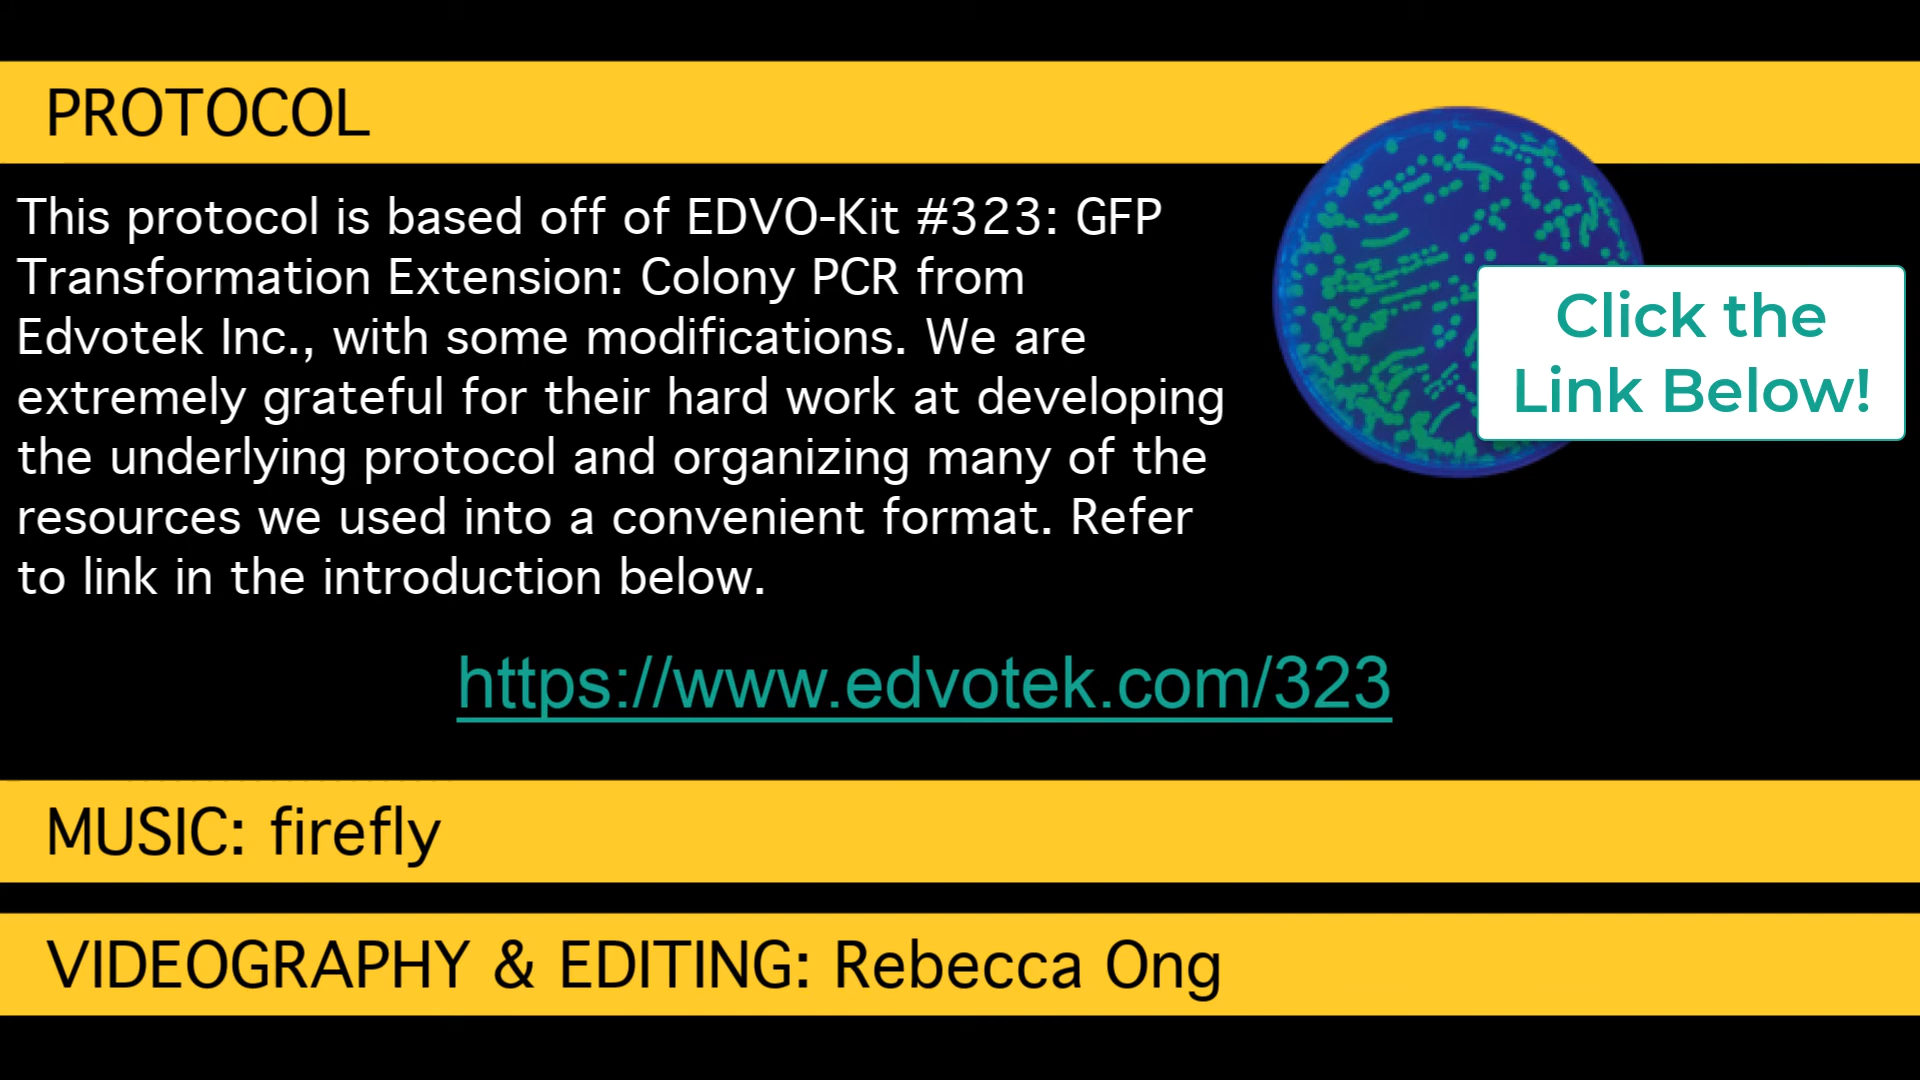 PROTOCOL
This protocol is based off of EDVO-Kit #323: GFP
Transformation Extension: Colony PCR from
Edvotek Inc., with some modifications. We are
extremely grateful for their hard work at developing
the underlying protocol and organizing many of the
resources we used into a convenient format. Refer
to link in the introduction below.
Click the
Link Below!
https://www.edvotek.com/323
MUSIC: firefly
VIDEOGRAPHY & EDITING: Rebecca Ong